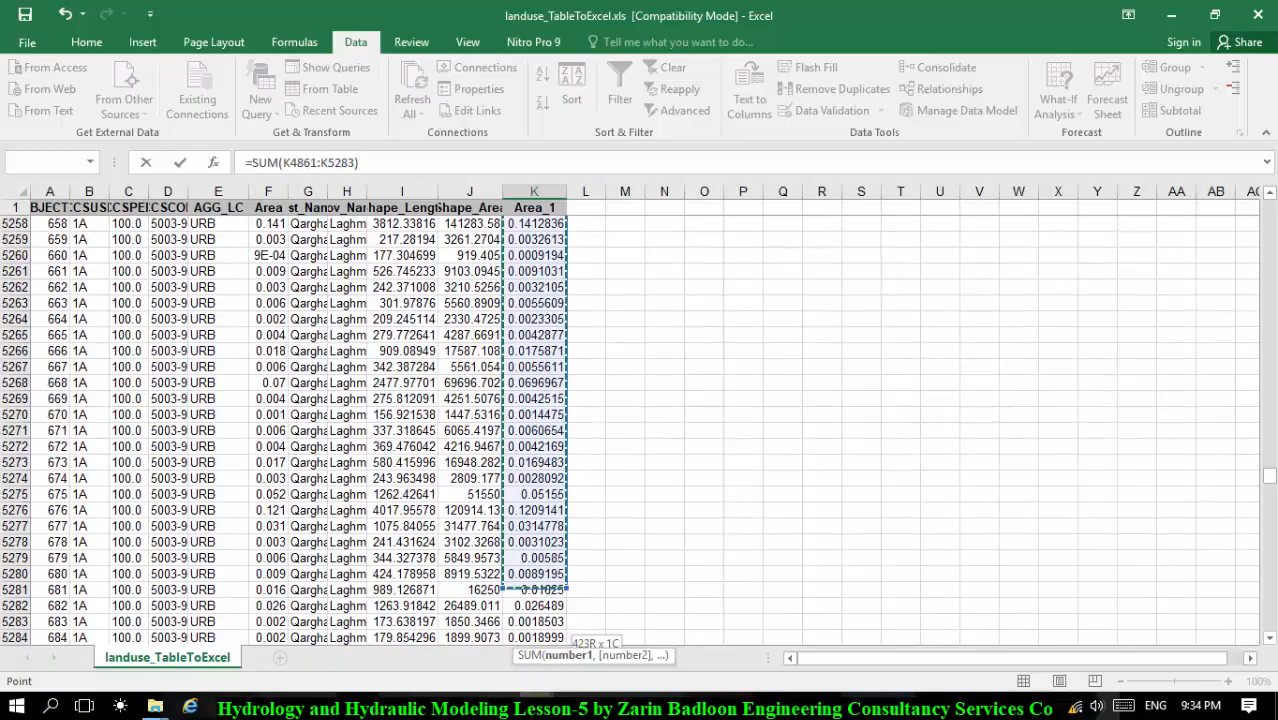 landuse_TableToExcel.xls [Compatibility Mode] - Excel
File Home Insert Page Layout Formulas Data Review View Nitro Pro 9 Tell me what you want to do... Sign in Share
From Access
From Web
From Text
From Other Sources
Existing Connections
Get External Data
New Query
Show Queries
From Table
Recent Sources
Get & Transform
Refresh All
Connections
Properties
Edit Links
Connections
Sort
Filter
Clear
Reapply
Advanced
Sort & Filter
Text to Columns
Flash Fill
Remove Duplicates
Data Validation
Consolidate
Relationships
Manage Data Model
Data Tools
What-If Analysis
Forecast Sheet
Forecast
Group
Ungroup
Subtotal
Outline
fx =SUM(K4861:K5283)
A B C D E F G H I J K L M N O P Q R S T U V W X Y Z AA AB AC
1 BJECT CSUS CSPE CSCO AGG_LC Area st_Nam v_Nar hape_Leng Shape_Area Area_1
5258 658 1A 100.0 5003-9 URB 0.141 Qargha Laghm 3812.33816 141283.58 0.1412836
5259 659 1A 100.0 5003-9 URB 0.003 Qargha Laghm 217.28194 3261.2704 0.0032613
5260 660 1A 100.0 5003-9 URB 9E-04 Qargha Laghm 177.304699 919.405 0.0009194
5261 661 1A 100.0 5003-9 URB 0.009 Qargha Laghm 526.745233 9103.0945 0.0091031
5262 662 1A 100.0 5003-9 URB 0.003 Qargha Laghm 242.371008 3210.5256 0.0032105
5263 663 1A 100.0 5003-9 URB 0.006 Qargha Laghm 301.97876 5560.8909 0.0055609
5264 664 1A 100.0 5003-9 URB 0.002 Qargha Laghm 209.245114 2330.4725 0.0023305
5265 665 1A 100.0 5003-9 URB 0.004 Qargha Laghm 279.772641 4287.6691 0.0042877
5266 666 1A 100.0 5003-9 URB 0.018 Qargha Laghm 909.08949 17587.108 0.0175871
5267 667 1A 100.0 5003-9 URB 0.006 Qargha Laghm 342.387284 5561.054 0.0055611
5268 668 1A 100.0 5003-9 URB 0.07 Qargha Laghm 2477.97701 69696.702 0.0696967
5269 669 1A 100.0 5003-9 URB 0.004 Qargha Laghm 275.812091 4251.5076 0.0042515
5270 670 1A 100.0 5003-9 URB 0.001 Qargha Laghm 156.921538 1447.5316 0.0014475
5271 671 1A 100.0 5003-9 URB 0.006 Qargha Laghm 337.318645 6065.4197 0.0060654
5272 672 1A 100.0 5003-9 URB 0.004 Qargha Laghm 369.476042 4216.9467 0.0042169
5273 673 1A 100.0 5003-9 URB 0.017 Qargha Laghm 580.415996 16948.282 0.0169483
5274 674 1A 100.0 5003-9 URB 0.003 Qargha Laghm 243.963498 2809.177 0.0028092
5275 675 1A 100.0 5003-9 URB 0.052 Qargha Laghm 1262.42641 51550 0.05155
5276 676 1A 100.0 5003-9 URB 0.121 Qargha Laghm 4017.95578 120914.13 0.1209141
5277 677 1A 100.0 5003-9 URB 0.031 Qargha Laghm 1075.84055 31477.764 0.0314778
5278 678 1A 100.0 5003-9 URB 0.003 Qargha Laghm 241.431624 3102.3268 0.0031023
5279 679 1A 100.0 5003-9 URB 0.006 Qargha Laghm 344.327378 5849.9573 0.00585
5280 680 1A 100.0 5003-9 URB 0.009 Qargha Laghm 424.178958 8919.5322 0.0089195
5281 681 1A 100.0 5003-9 URB 0.016 Qargha Laghm 989.126871 16250 0.01625
5282 682 1A 100.0 5003-9 URB 0.026 Qargha Laghm 1263.91842 26489.011 0.026489
5283 683 1A 100.0 5003-9 URB 0.002 Qargha Laghm 173.638197 1850.3466 0.0018503
5284 684 1A 100.0 5003-9 URB 0.002 Qargha Laghm 179.854296 1899.9073 0.0018999
423R x 1C
SUM(number1, [number2], ...)
landuse_TableToExcel
Point 100%
Hydrology and Hydraulic Modeling Lesson-5 by Zarin Badloon Engineering Consultancy Services Co
ENG 9:34 PM